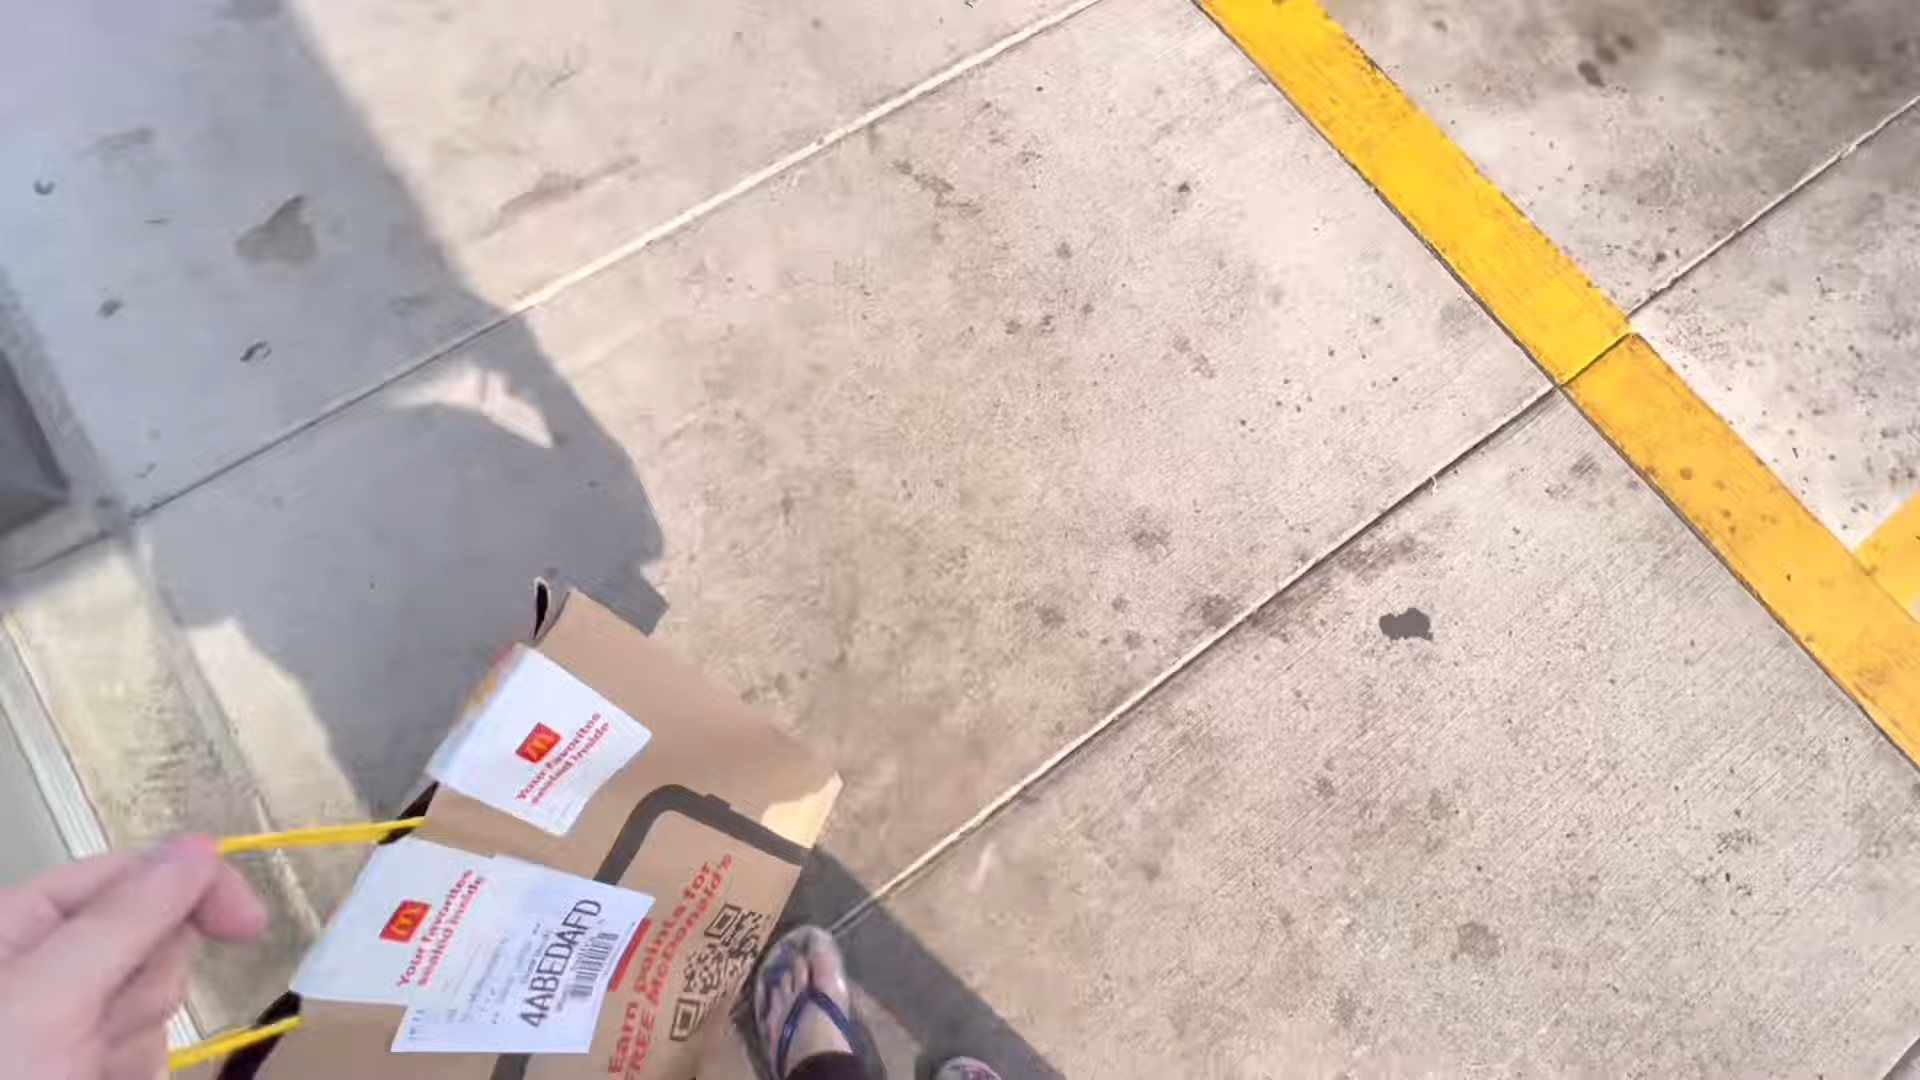 Your favorites
sealed inside
Your favorites
sealed inside
4ABEDAFD
Earn points for
FREE McDonald's